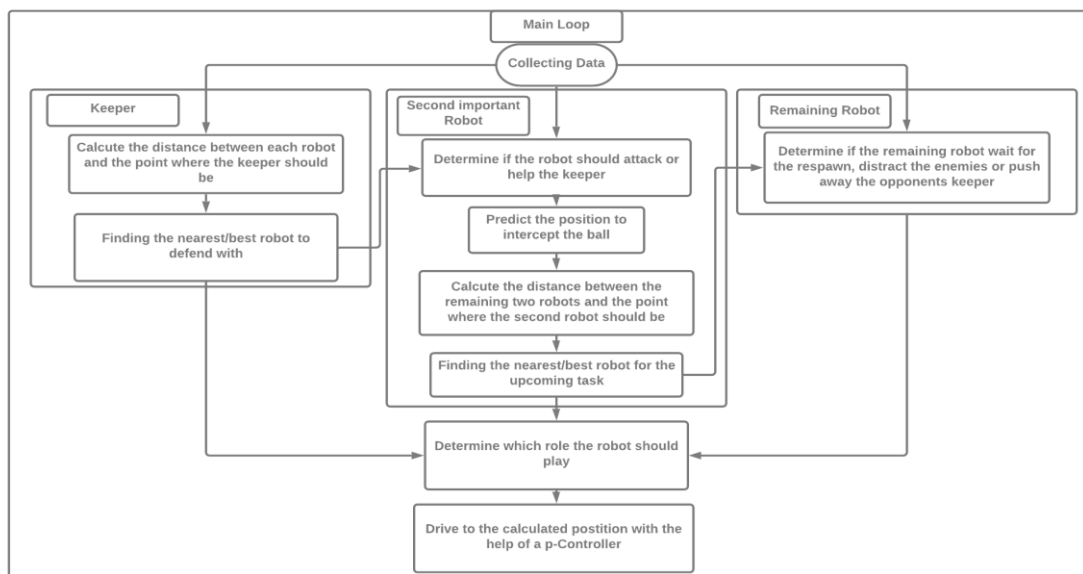 Main Loop
Collecting Data
Keeper
Calcute the distance between each robot
and the point where the keeper should
be
Finding the nearest/best robot to
defend with
Second important
Robot
Determine if the robot should attack or
help the keeper
Predict the position to
intercept the ball
Calcute the distance between the
remaining two robots and the point
where the second robot should be
Finding the nearest/best robot for the
upcoming task
Remaining Robot
Determine if the remaining robot wait for
the respawn, distract the enemies or push
away the opponents keeper
Determine which role the robot should
play
Drive to the calculated postition with the
help of a p-Controller